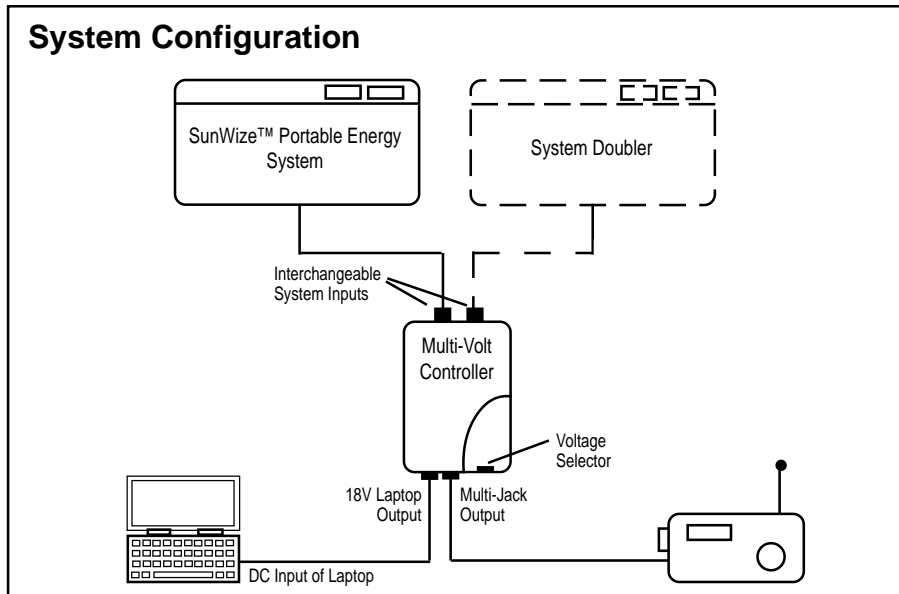 System Configuration
SunWize™ Portable Energy
System
System Doubler
Interchangeable
System Inputs
Multi-Volt
Controller
Voltage
Selector
18V Laptop
Output
Multi-Jack
Output
DC Input of Laptop